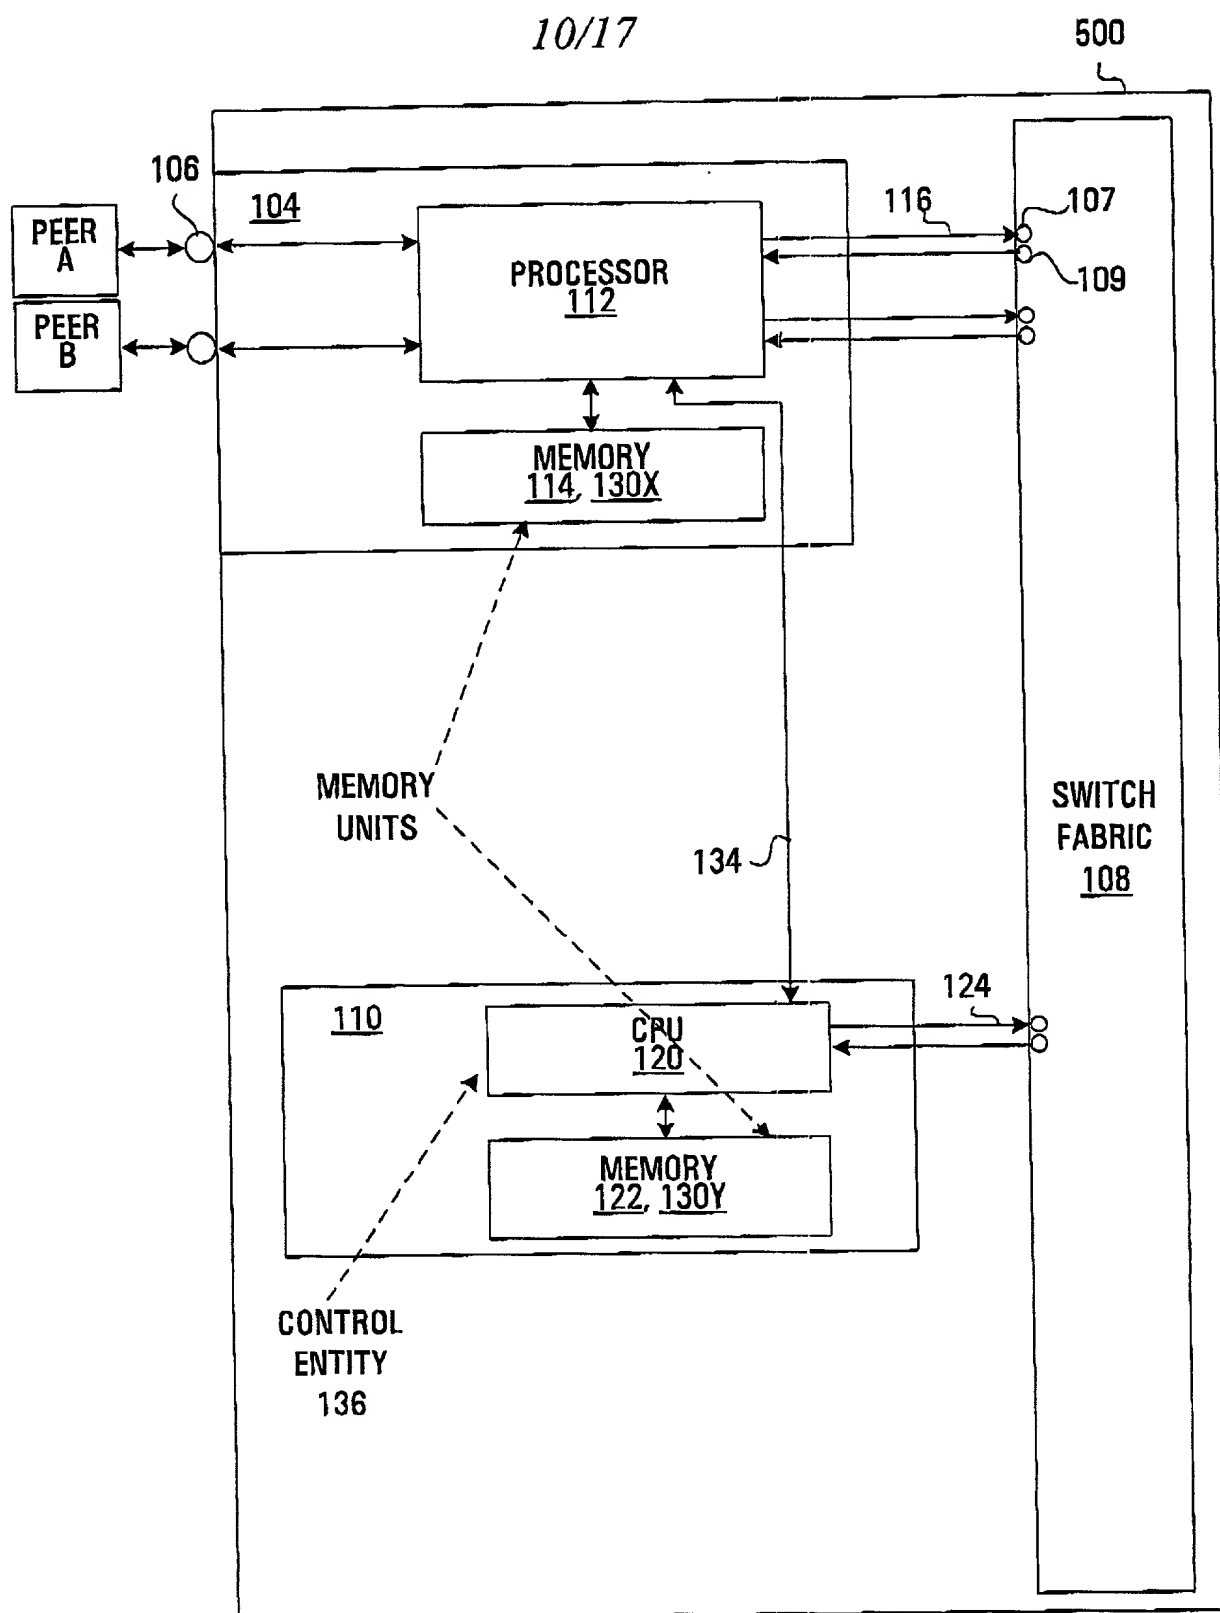 10/17
500
106
104
PEER
A
PEER
B
PROCESSOR
112
116
107
109
MEMORY
114, 130X
MEMORY
UNITS
134
SWITCH
FABRIC
108
110
CPU
120
124
MEMORY
122, 130Y
CONTROL
ENTITY
136